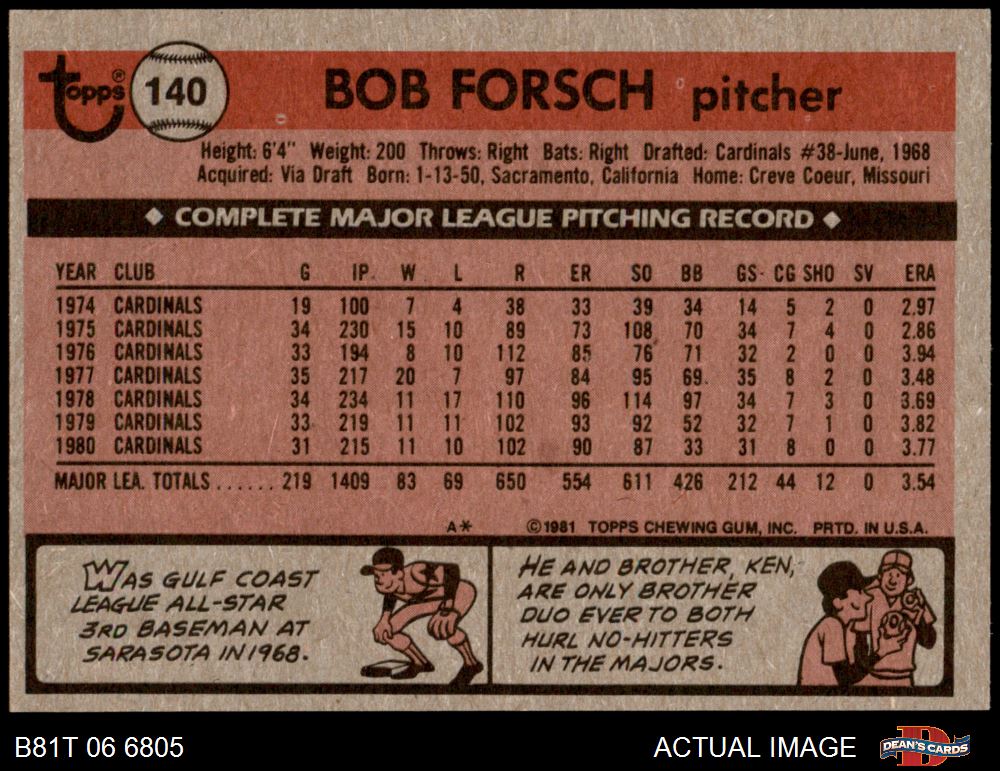 topps® 140 BOB FORSCH pitcher
Height: 6'4" Weight: 200 Throws: Right Bats: Right Drafted: Cardinals #38-June, 1968
Acquired: Via Draft Born: 1-13-50, Sacramento, California Home: Creve Coeur, Missouri
◆ COMPLETE MAJOR LEAGUE PITCHING RECORD ◆
YEAR CLUB G IP. W L R ER SO BB GS CG SHO SV ERA
1974 CARDINALS 19 100 7 4 38 33 39 34 14 5 2 0 2.97
1975 CARDINALS 34 230 15 10 89 73 108 70 34 7 4 0 2.86
1976 CARDINALS 33 194 8 10 112 85 76 71 32 2 0 0 3.94
1977 CARDINALS 35 217 20 7 97 84 95 69 35 8 2 0 3.48
1978 CARDINALS 34 234 11 17 110 96 114 97 34 7 3 0 3.69
1979 CARDINALS 33 219 11 11 102 93 92 52 32 7 1 0 3.82
1980 CARDINALS 31 215 11 10 102 90 87 33 31 8 0 0 3.77
MAJOR LEA. TOTALS...... 219 1409 83 69 650 554 611 426 212 44 12 0 3.54
A* ©1981 TOPPS CHEWING GUM, INC. PRTD. IN U.S.A.
WAS GULF COAST
LEAGUE ALL-STAR
3RD BASEMAN AT
SARASOTA IN 1968.
HE AND BROTHER, KEN,
ARE ONLY BROTHER
DUO EVER TO BOTH
HURL NO-HITTERS
IN THE MAJORS.
B81T 06 6805 ACTUAL IMAGE DEAN'S CARDS